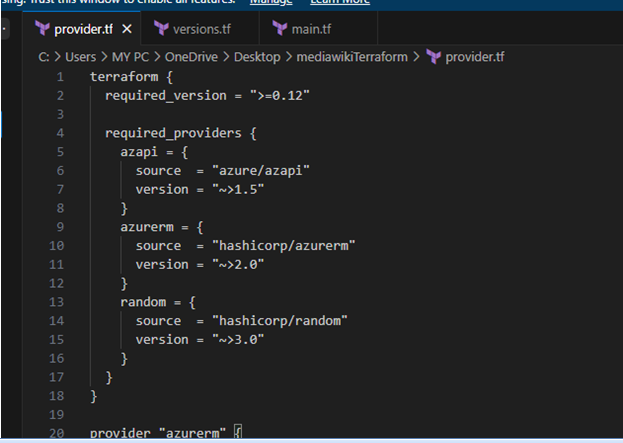 sing. Trust this window to enable all features. Manage Learn More
provider.tf versions.tf main.tf
C: > Users > MY PC > OneDrive > Desktop > mediawikiTerraform > provider.tf
1 terraform {
2   required_version = ">=0.12"
3
4   required_providers {
5     azapi = {
6       source  = "azure/azapi"
7       version = "~>1.5"
8     }
9     azurerm = {
10       source  = "hashicorp/azurerm"
11       version = "~>2.0"
12     }
13     random = {
14       source  = "hashicorp/random"
15       version = "~>3.0"
16     }
17   }
18 }
19
20 provider "azurerm" {